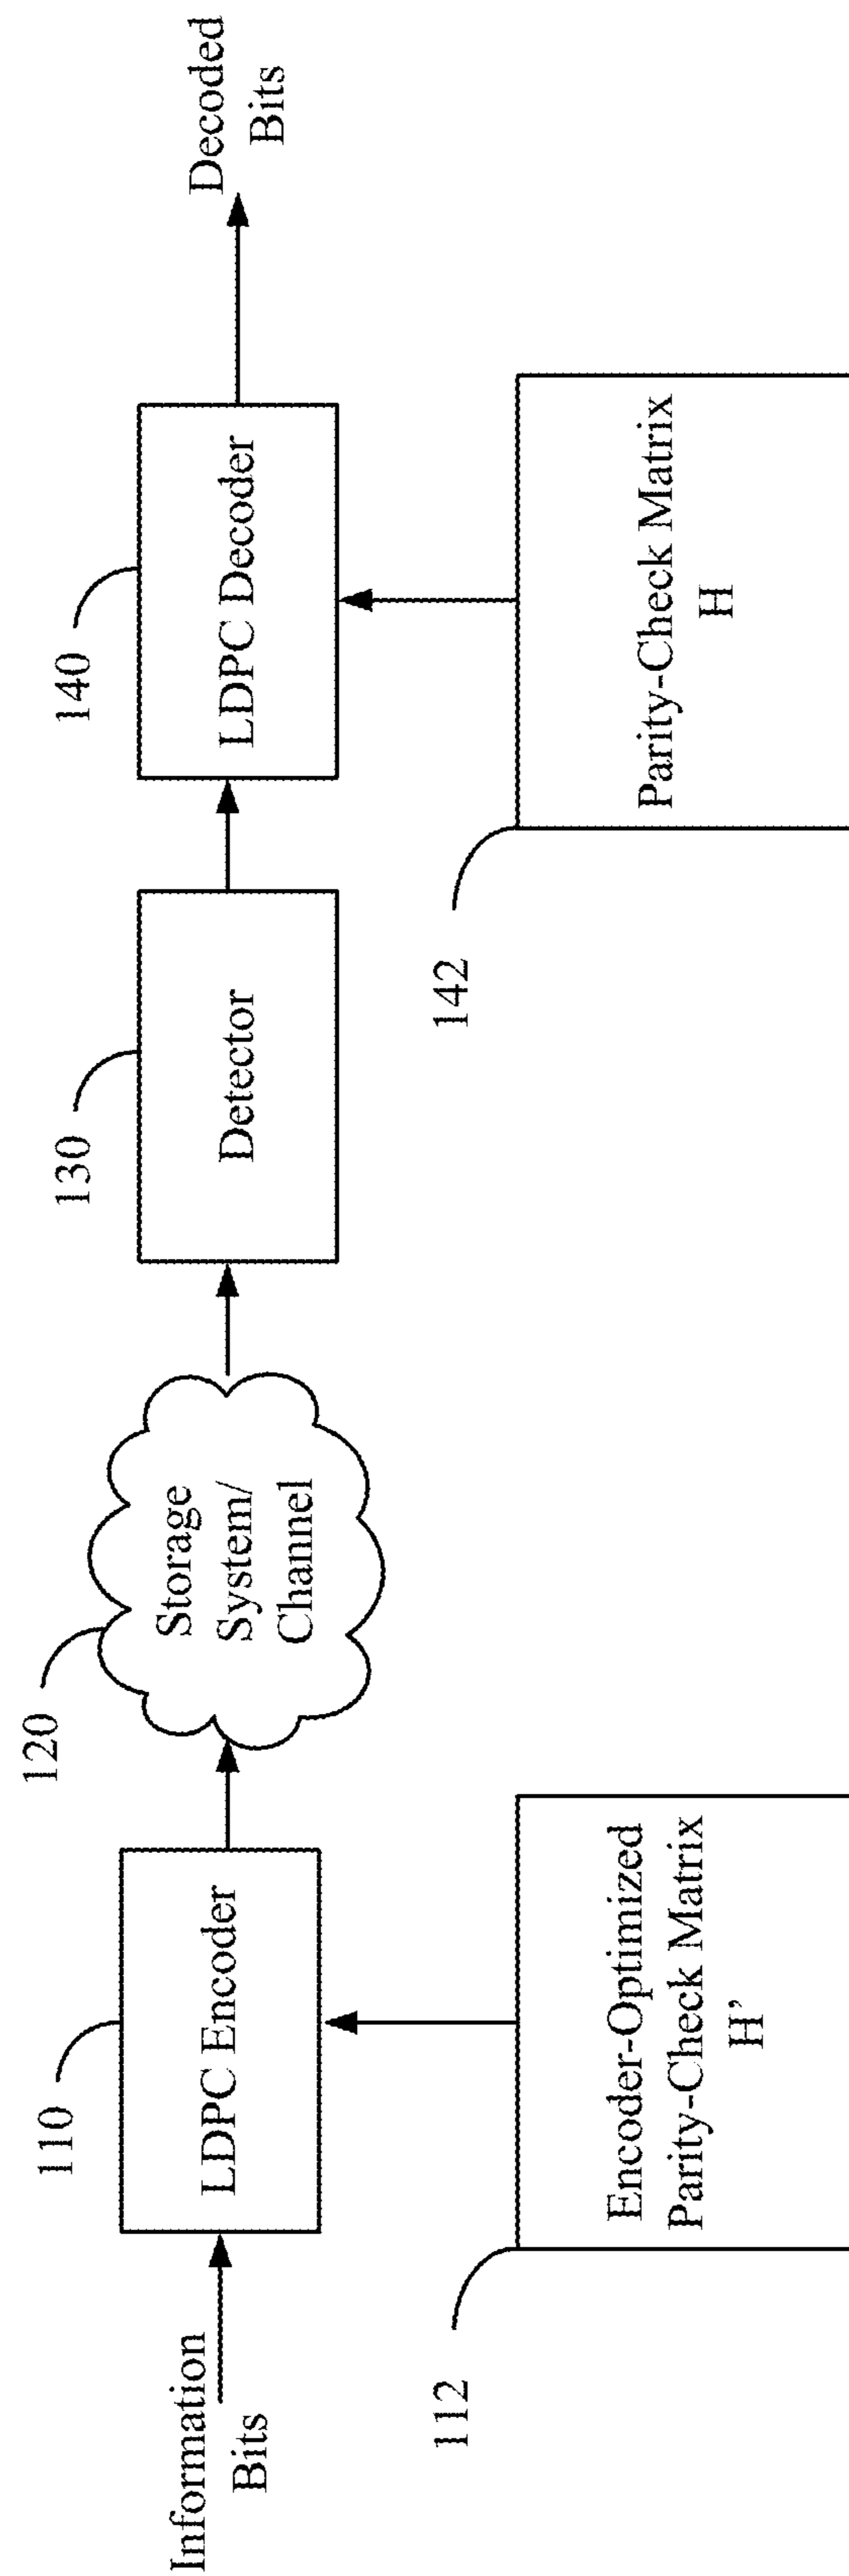 Information
Bits
110
LDPC Encoder
112
Encoder-Optimized
Parity-Check Matrix
H'
120
Storage
System/
Channel
130
Detector
140
LDPC Decoder
142
Parity-Check Matrix
H
Decoded
Bits